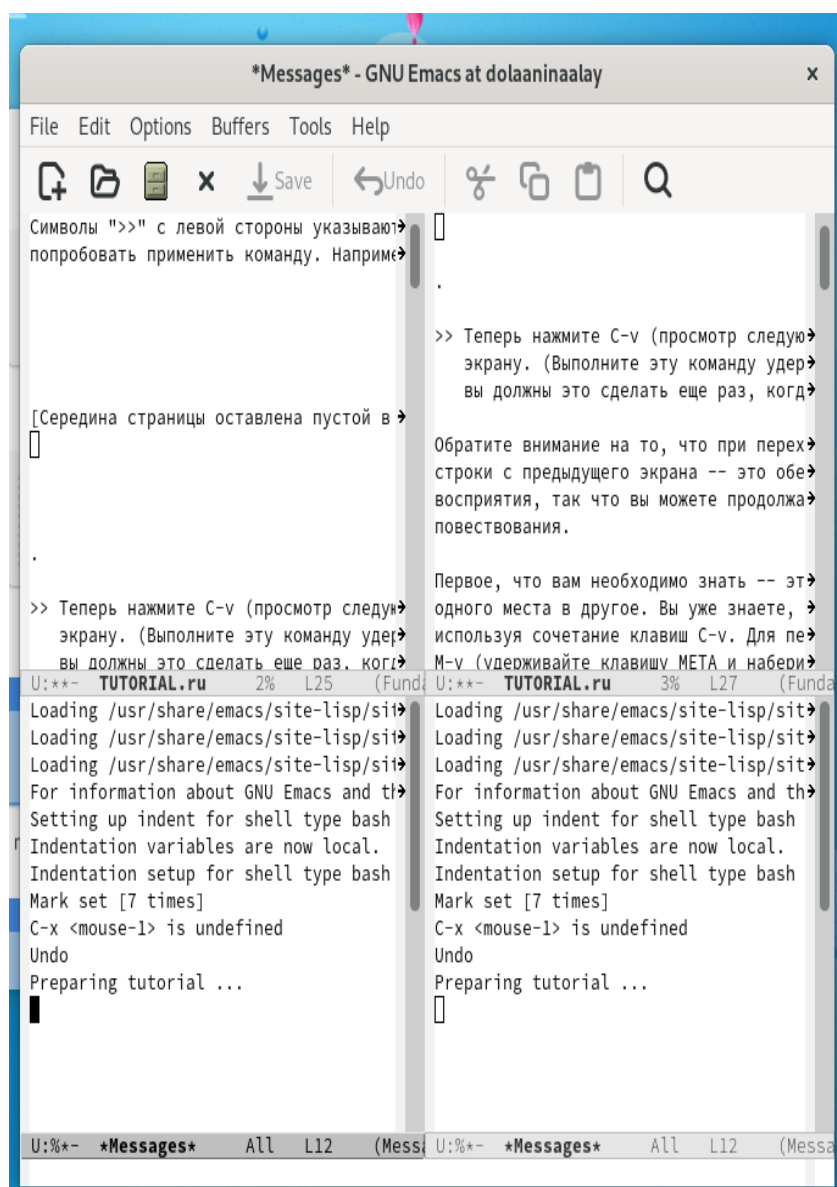 *Messages* - GNU Emacs at dolaaninaalay
File Edit Options Buffers Tools Help
Save Undo
Символы ">>" с левой стороны указывают
попробовать применить команду. Наприме
[Середина страницы оставлена пустой в
.
>> Теперь нажмите C-v (просмотр следую
экрану. (Выполните эту команду удер
вы должны это сделать еще раз, когд
U:**- TUTORIAL.ru 2% L25 (Funda
.
>> Теперь нажмите C-v (просмотр следую
экрану. (Выполните эту команду удер
вы должны это сделать еще раз, когд
Обратите внимание на то, что при перех
строки с предыдущего экрана -- это обе
восприятия, так что вы можете продолжа
повествования.
Первое, что вам необходимо знать -- эт
одного места в другое. Вы уже знаете,
используя сочетание клавиш C-v. Для пе
M-v (удерживайте клавишу META и набери
U:**- TUTORIAL.ru 3% L27 (Funda
Loading /usr/share/emacs/site-lisp/sit
Loading /usr/share/emacs/site-lisp/sit
Loading /usr/share/emacs/site-lisp/sit
For information about GNU Emacs and th
Setting up indent for shell type bash
Indentation variables are now local.
Indentation setup for shell type bash
Mark set [7 times]
C-x <mouse-1> is undefined
Undo
Preparing tutorial ...
U:%*- *Messages* All L12 (Messa
Loading /usr/share/emacs/site-lisp/sit
Loading /usr/share/emacs/site-lisp/sit
Loading /usr/share/emacs/site-lisp/sit
For information about GNU Emacs and th
Setting up indent for shell type bash
Indentation variables are now local.
Indentation setup for shell type bash
Mark set [7 times]
C-x <mouse-1> is undefined
Undo
Preparing tutorial ...
U:%*- *Messages* All L12 (Messa